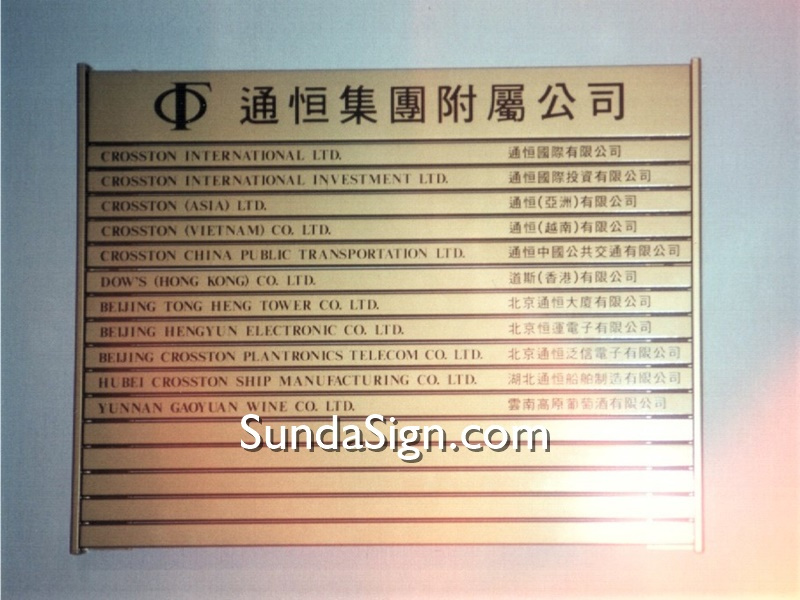 通恒集團附屬公司
CROSSTON INTERNATIONAL LTD. 通恒國際有限公司
CROSSTON INTERNATIONAL INVESTMENT LTD. 通恒國際投資有限公司
CROSSTON (ASIA) LTD. 通恒(亞洲)有限公司
CROSSTON (VIETNAM) CO. LTD. 通恒(越南)有限公司
CROSSTON CHINA PUBLIC TRANSPORTATION LTD. 通恒中國公共交通有限公司
DOW'S (HONG KONG) CO. LTD. 道斯(香港)有限公司
BEIJING TONG HENG TOWER CO. LTD. 北京通恒大廈有限公司
BEIJING HENGYUN ELECTRONIC CO. LTD. 北京恒運電子有限公司
BEIJING CROSSTON PLANTRONICS TELECOM CO. LTD. 北京通恒泛信電子有限公司
HUBEI CROSSTON SHIP MANUFACTURING CO. LTD. 湖北通恒船舶制造有限公司
YUNNAN GAOYUAN WINE CO. LTD. 雲南高原葡萄酒有限公司
SundaSign.com